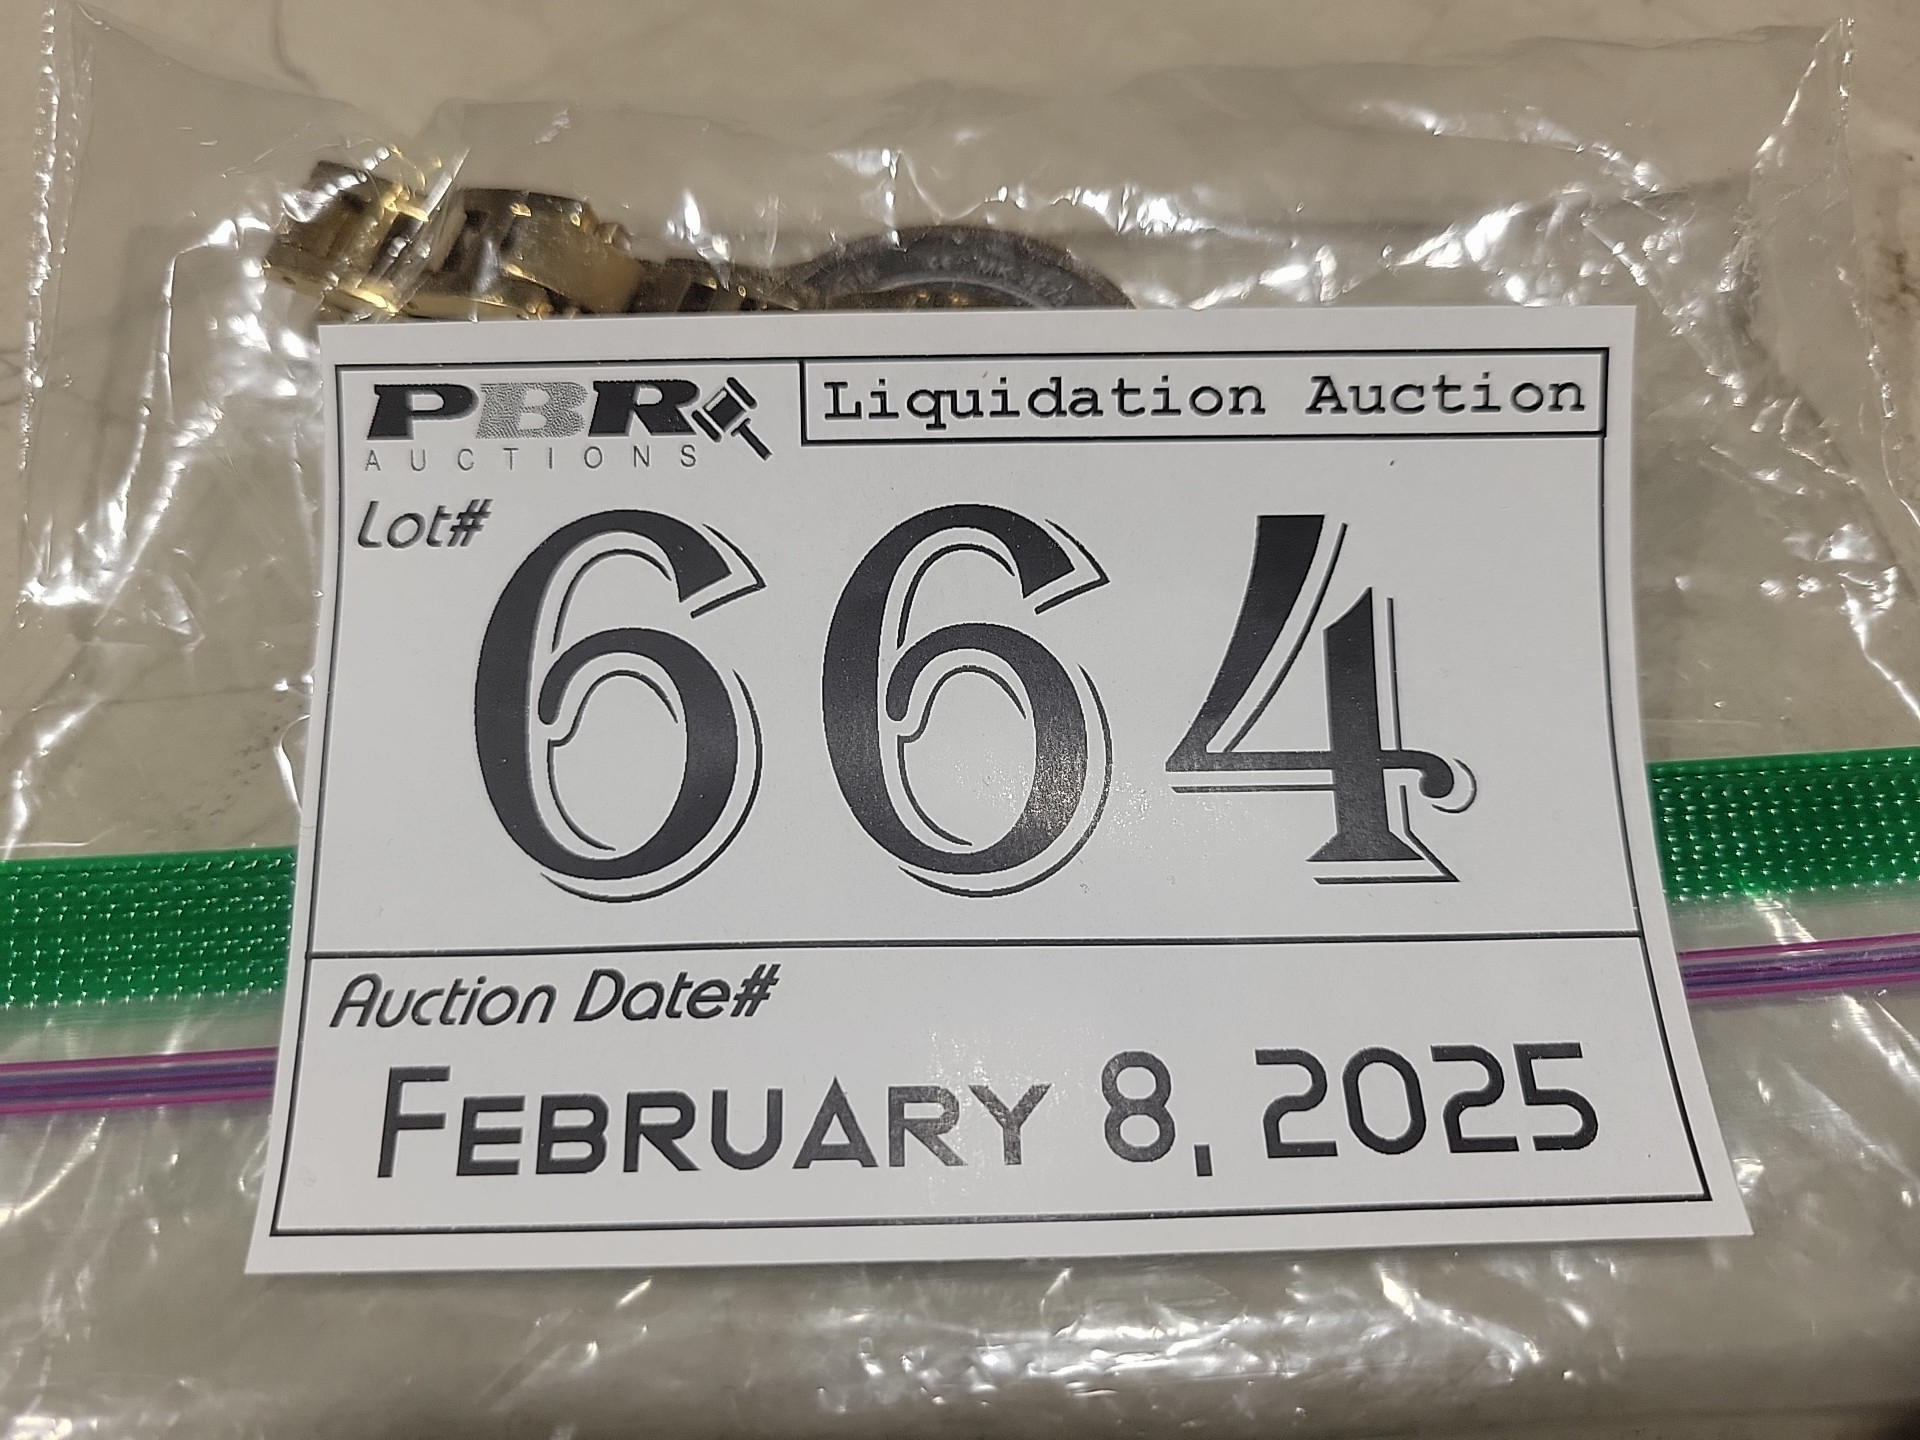 PBR
AUCTIONS
Liquidation Auction
Lot#
664
Auction Date#
FEBRUARY 8, 2025